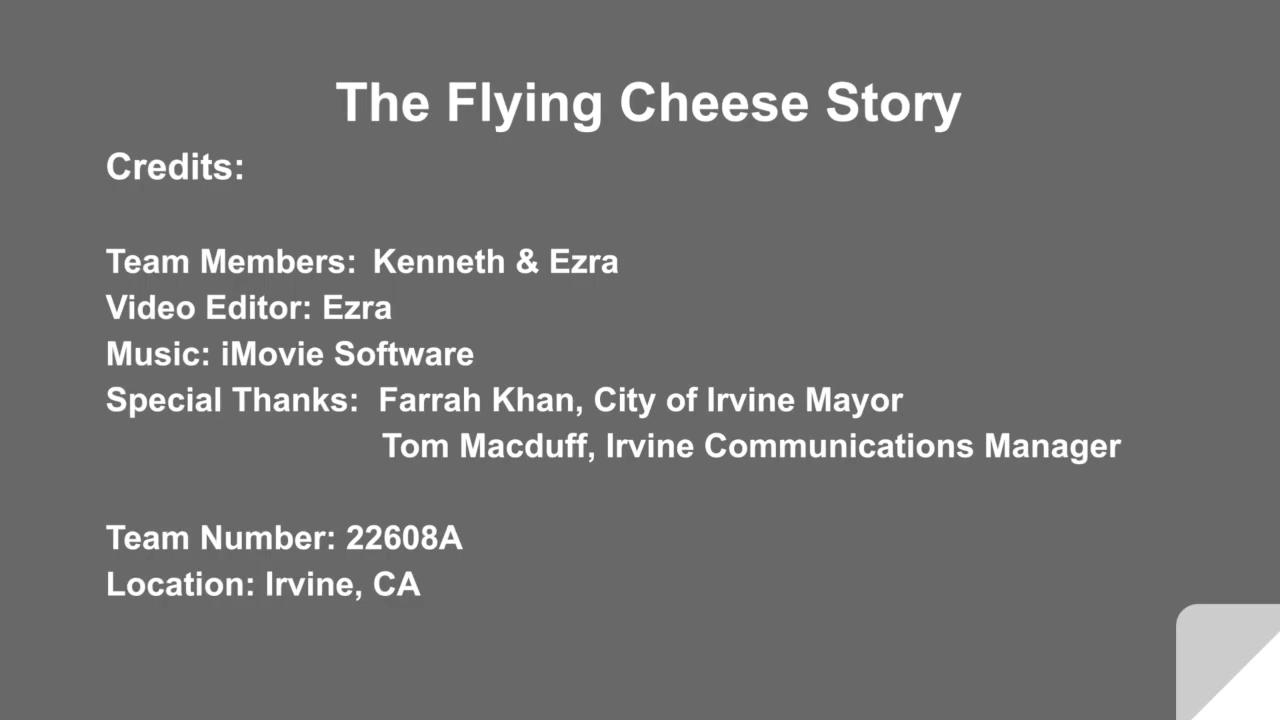 The Flying Cheese Story
Credits:
Team Members: Kenneth & Ezra
Video Editor: Ezra
Music: iMovie Software
Special Thanks: Farrah Khan, City of Irvine Mayor
Tom Macduff, Irvine Communications Manager
Team Number: 22608A
Location: Irvine, CA